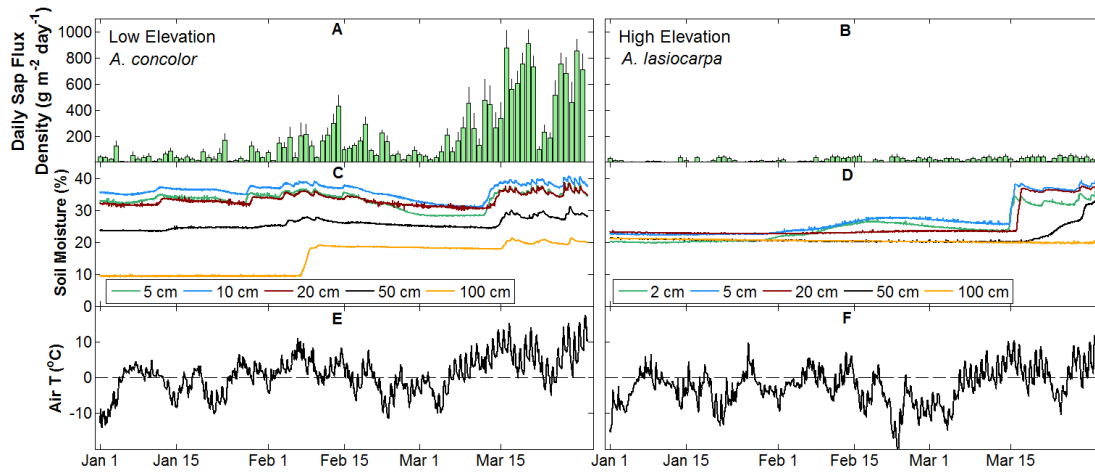 A
B
Low Elevation
A. concolor
High Elevation
A. lasiocarpa
Daily Sap Flux
Density (g m⁻² day⁻¹)
1000
800
600
400
200
C
D
Soil Moisture (%)
40
30
20
10
0
5 cm 10 cm 20 cm 50 cm 100 cm
2 cm 5 cm 20 cm 50 cm 100 cm
E
F
Air T (°C)
10
0
-10
Jan 1 Jan 15 Feb 1 Feb 15 Mar 1 Mar 15
Jan 1 Jan 15 Feb 1 Feb 15 Mar 1 Mar 15